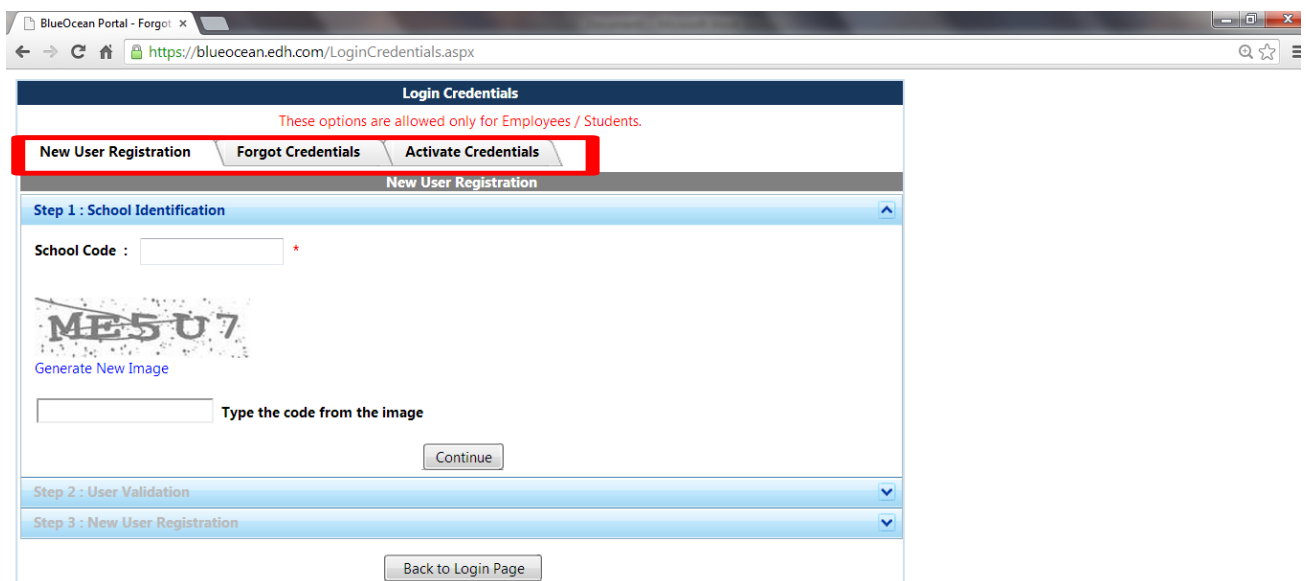 BlueOcean Portal - Forgot
https://blueocean.edh.com/LoginCredentials.aspx
Login Credentials
These options are allowed only for Employees / Students.
New User Registration Forgot Credentials Activate Credentials
New User Registration
Step 1 : School Identification
School Code : *
ME5U7
Generate New Image
Type the code from the image
Continue
Step 2 : User Validation
Step 3 : New User Registration
Back to Login Page